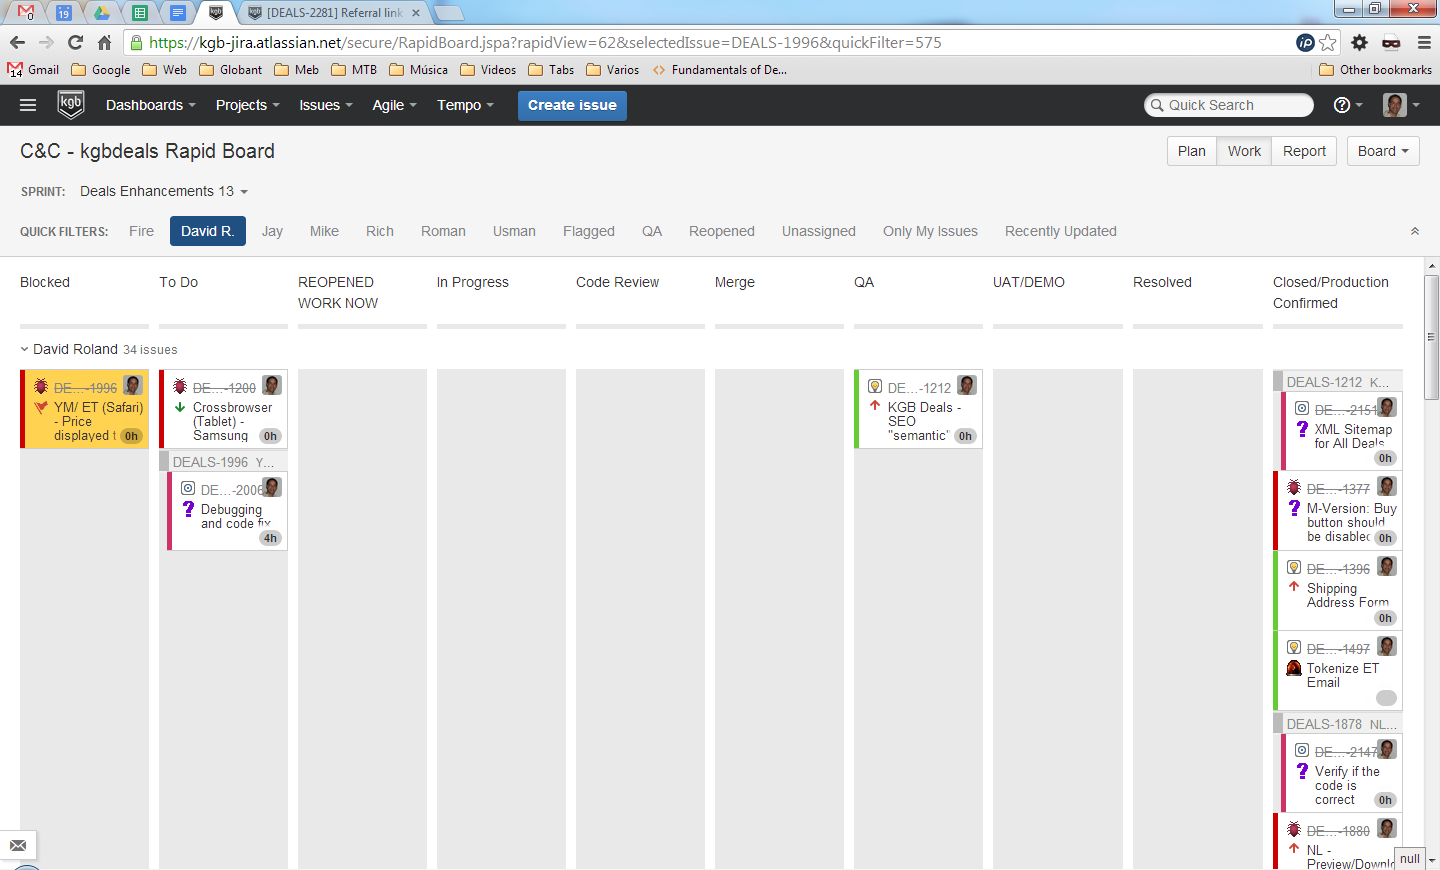 0
19
[DEALS-2281] Referral link
https://kgb-jira.atlassian.net/secure/RapidBoard.jspa?rapidView=62&selectedIssue=DEALS-1996&quickFilter=575
14 Gmail Google Web Globant Meb MTB Música Videos Tabs Varios Fundamentals of De... Other bookmarks
kgb Dashboards Projects Issues Agile Tempo Create issue Quick Search
C&C - kgbdeals Rapid Board Plan Work Report Board
SPRINT: Deals Enhancements 13
QUICK FILTERS: Fire David R. Jay Mike Rich Roman Usman Flagged QA Reopened Unassigned Only My Issues Recently Updated
Blocked
To Do
REOPENED
WORK NOW
In Progress
Code Review
Merge
QA
UAT/DEMO
Resolved
Closed/Production
Confirmed
David Roland 34 issues
DE...-1996
YM/ ET (Safari)
- Price
displayed t 0h
DE...-1200
Crossbrowser
(Tablet) -
Samsung 0h
DEALS-1996 Y...
DE...-2006
Debugging
and code fix
4h
DE...-1212
KGB Deals -
SEO
"semantic" 0h
DEALS-1212 K...
DE...-2151
XML Sitemap
for All Deals
0h
DE...-1377
M-Version: Buy
button should
be disabled 0h
DE...-1396
Shipping
Address Form
0h
DE...-1497
Tokenize ET
Email
DEALS-1878 NL...
DE...-2147
Verify if the
code is
correct 0h
DE...-1880
NL -
Preview/Downlo
null